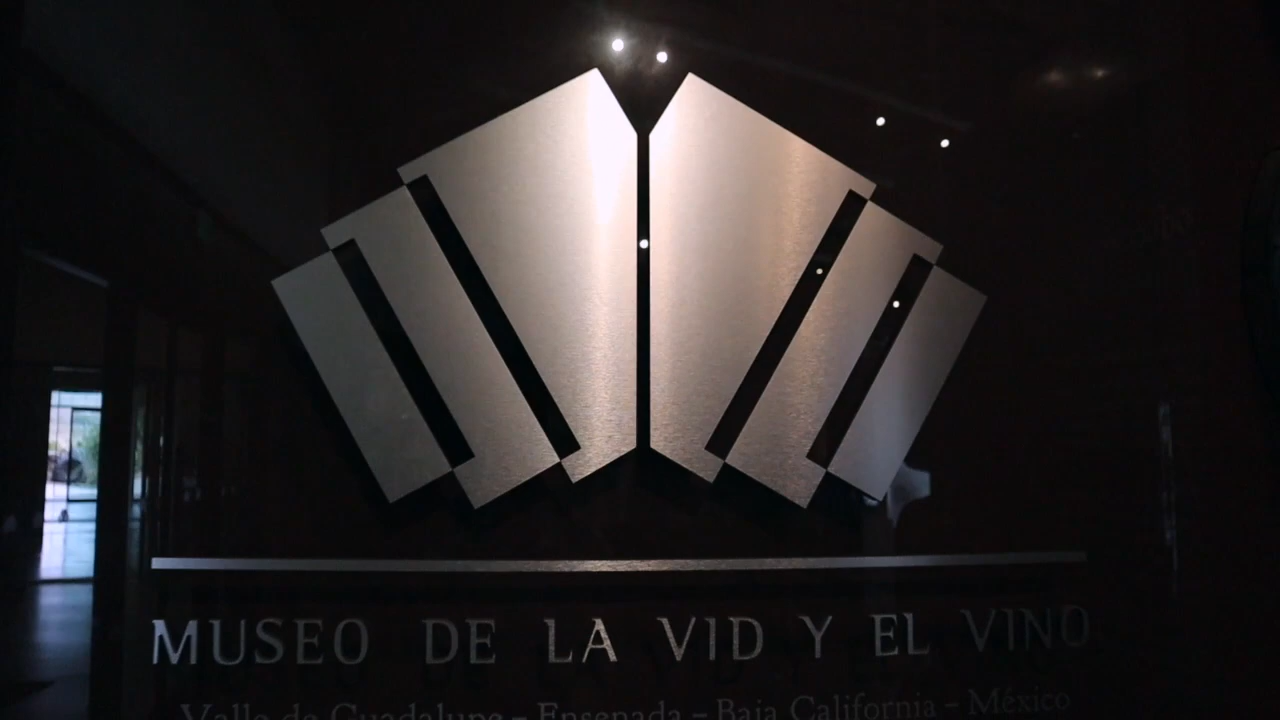 MUSEO DE LA VID Y EL VINO
Valle de Guadalupe – Ensenada – Baja California – México